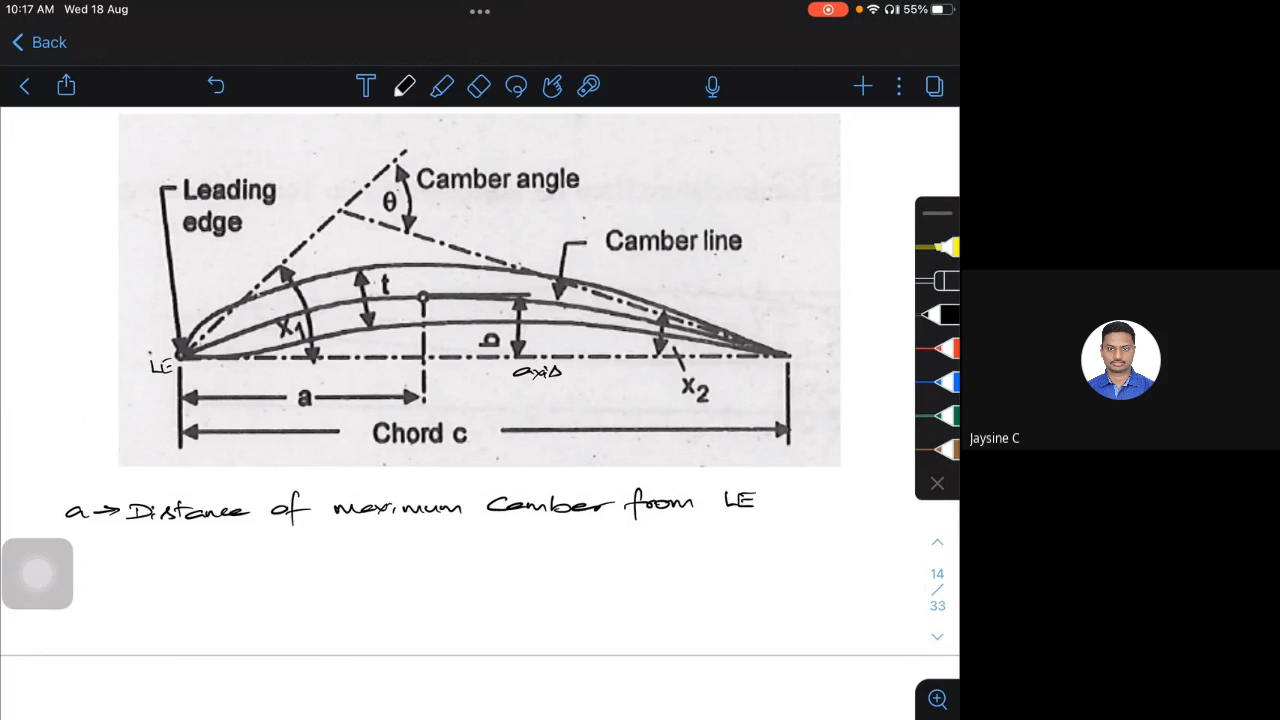 10:17 AM Wed 18 Aug
55%
Back
T
Leading
edge
Camber angle
θ
Camber line
t
x1
b
LE
axis
x2
a
Chord c
a → Distance of maximum Camber from LE
14
/
33
Jaysine C